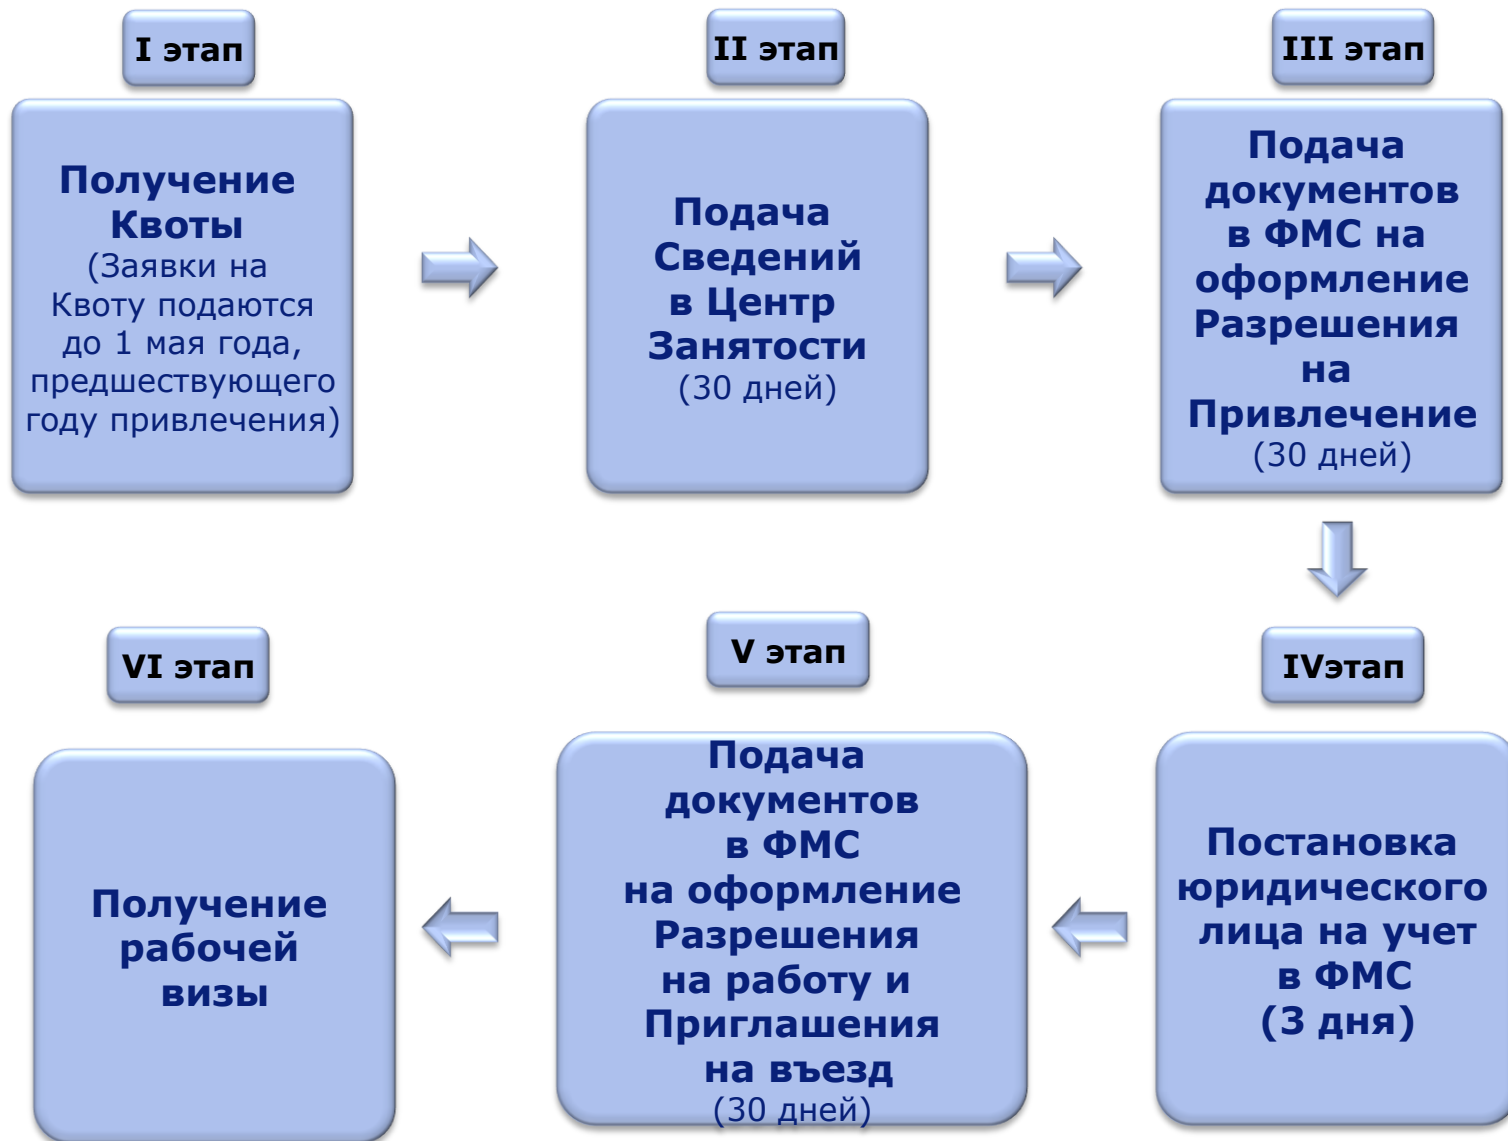 I этап
Получение
Квоты
(Заявки на
Квоту подаются
до 1 мая года,
предшествующего
году привлечения)
II этап
Подача
Сведений
в Центр
Занятости
(30 дней)
III этап
Подача
документов
в ФМС на
оформление
Разрешения
на
Привлечение
(30 дней)
IVэтап
Постановка
юридического
лица на учет
в ФМС
(3 дня)
V этап
Подача
документов
в ФМС
на оформление
Разрешения
на работу и
Приглашения
на въезд
(30 дней)
VI этап
Получение
рабочей
визы